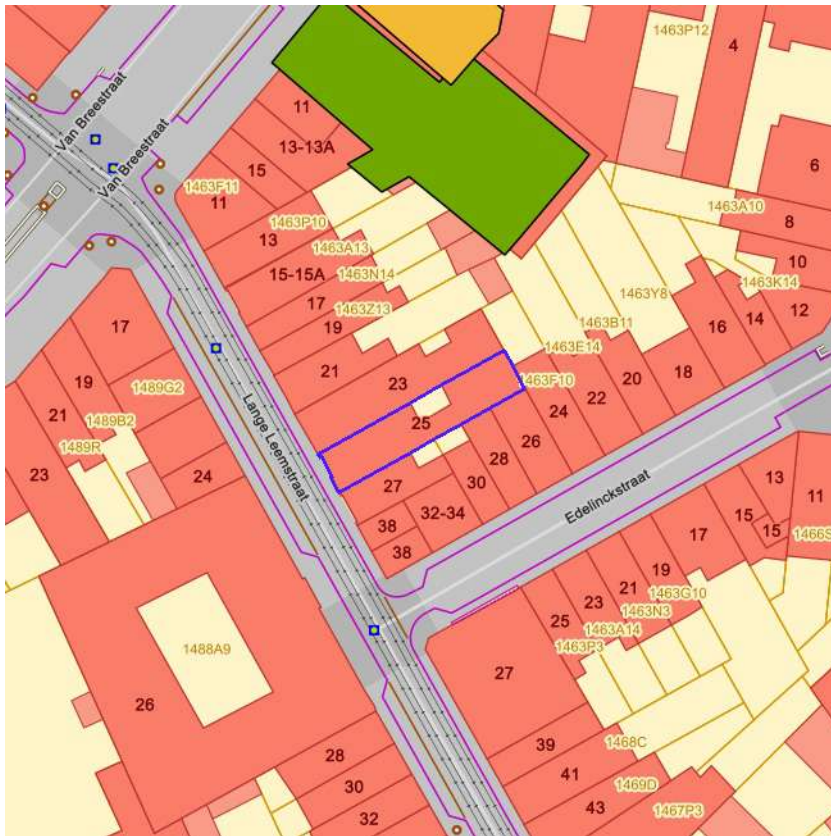 1463P12
4
Van Breestraat
Van Breestraat
11
13-13A
15
1463F11
11
6
1463A10
8
1463P10
13
1463A13
10
15-15A
1463N14
1463K14
1463Z13
17
1463Y8
12
14
16
19
1463B11
17
1463E14
18
21
20
23
1463F10
19
1489G2
22
24
25
21
1489B2
26
Lange Leemstraat
1489R
28
23
24
27
30
Edelinckstraat
13
11
32-34
38
15
15
1466S
38
17
19
21
1463G10
23
1463N3
25
1463A14
1463P3
1488A9
27
26
39
1468C
28
41
1469D
30
43
1467P3
32